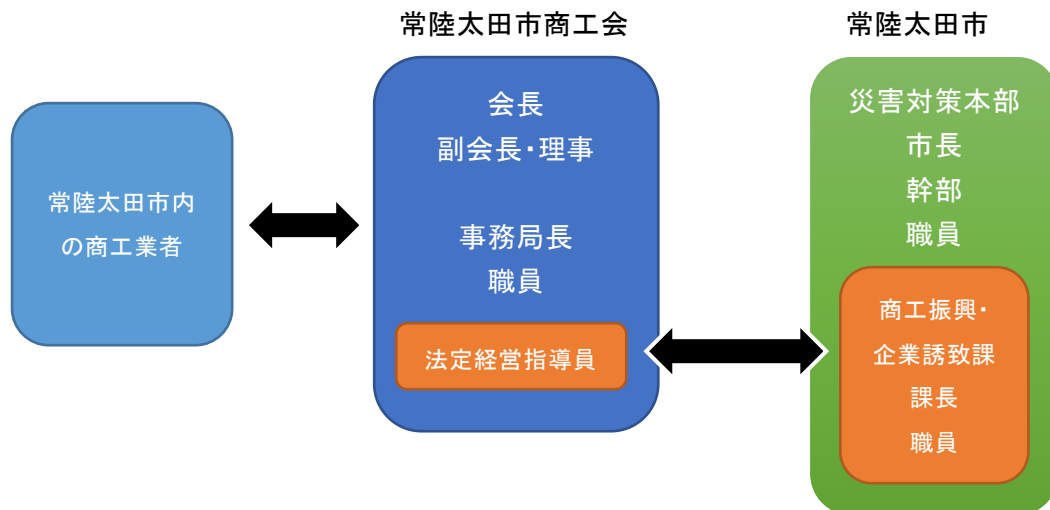 常陸太田市商工会
常陸太田市
常陸太田市内
の商工業者
会長
副会長・理事
事務局長
職員
法定経営指導員
災害対策本部
市長
幹部
職員
商工振興・
企業誘致課
課長
職員